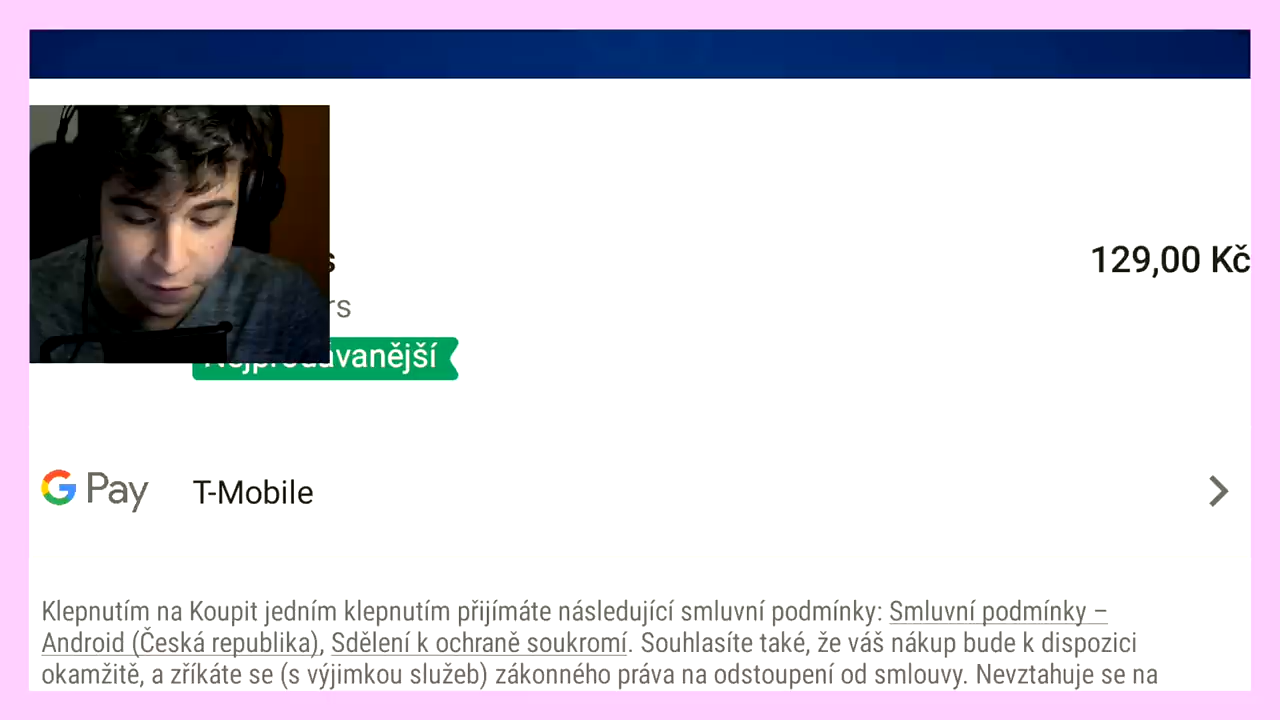 129,00 Kč
G Pay T-Mobile
Klepnutím na Koupit jedním klepnutím přijímáte následující smluvní podmínky: Smluvní podmínky –
Android (Česká republika), Sdělení k ochraně soukromí. Souhlasíte také, že váš nákup bude k dispozici
okamžitě, a zříkáte se (s výjimkou služeb) zákonného práva na odstoupení od smlouvy. Nevztahuje se na